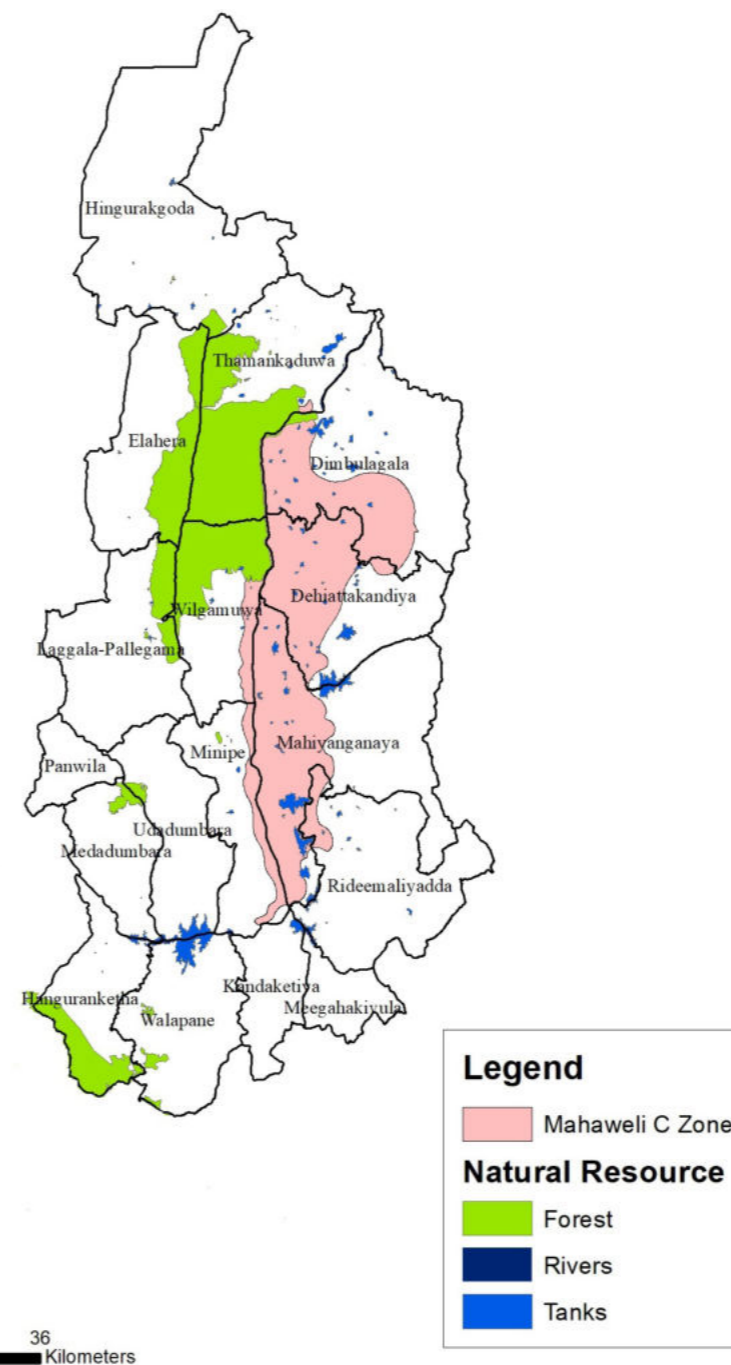 Hingurakgoda
Thamankaduwa
Elahera
Dimbulagala
Dehiattakandiya
Wilgamuwa
Laggala-Pallegama
Mahiyanganaya
Minipe
Panwila
Udadumbara
Medadumbara
Rideemaliyadda
Kandaketiya
Hanguranketha
Meegahakivula
Walapane
Legend
Mahaweli C Zone
Natural Resource
Forest
Rivers
Tanks
36
Kilometers